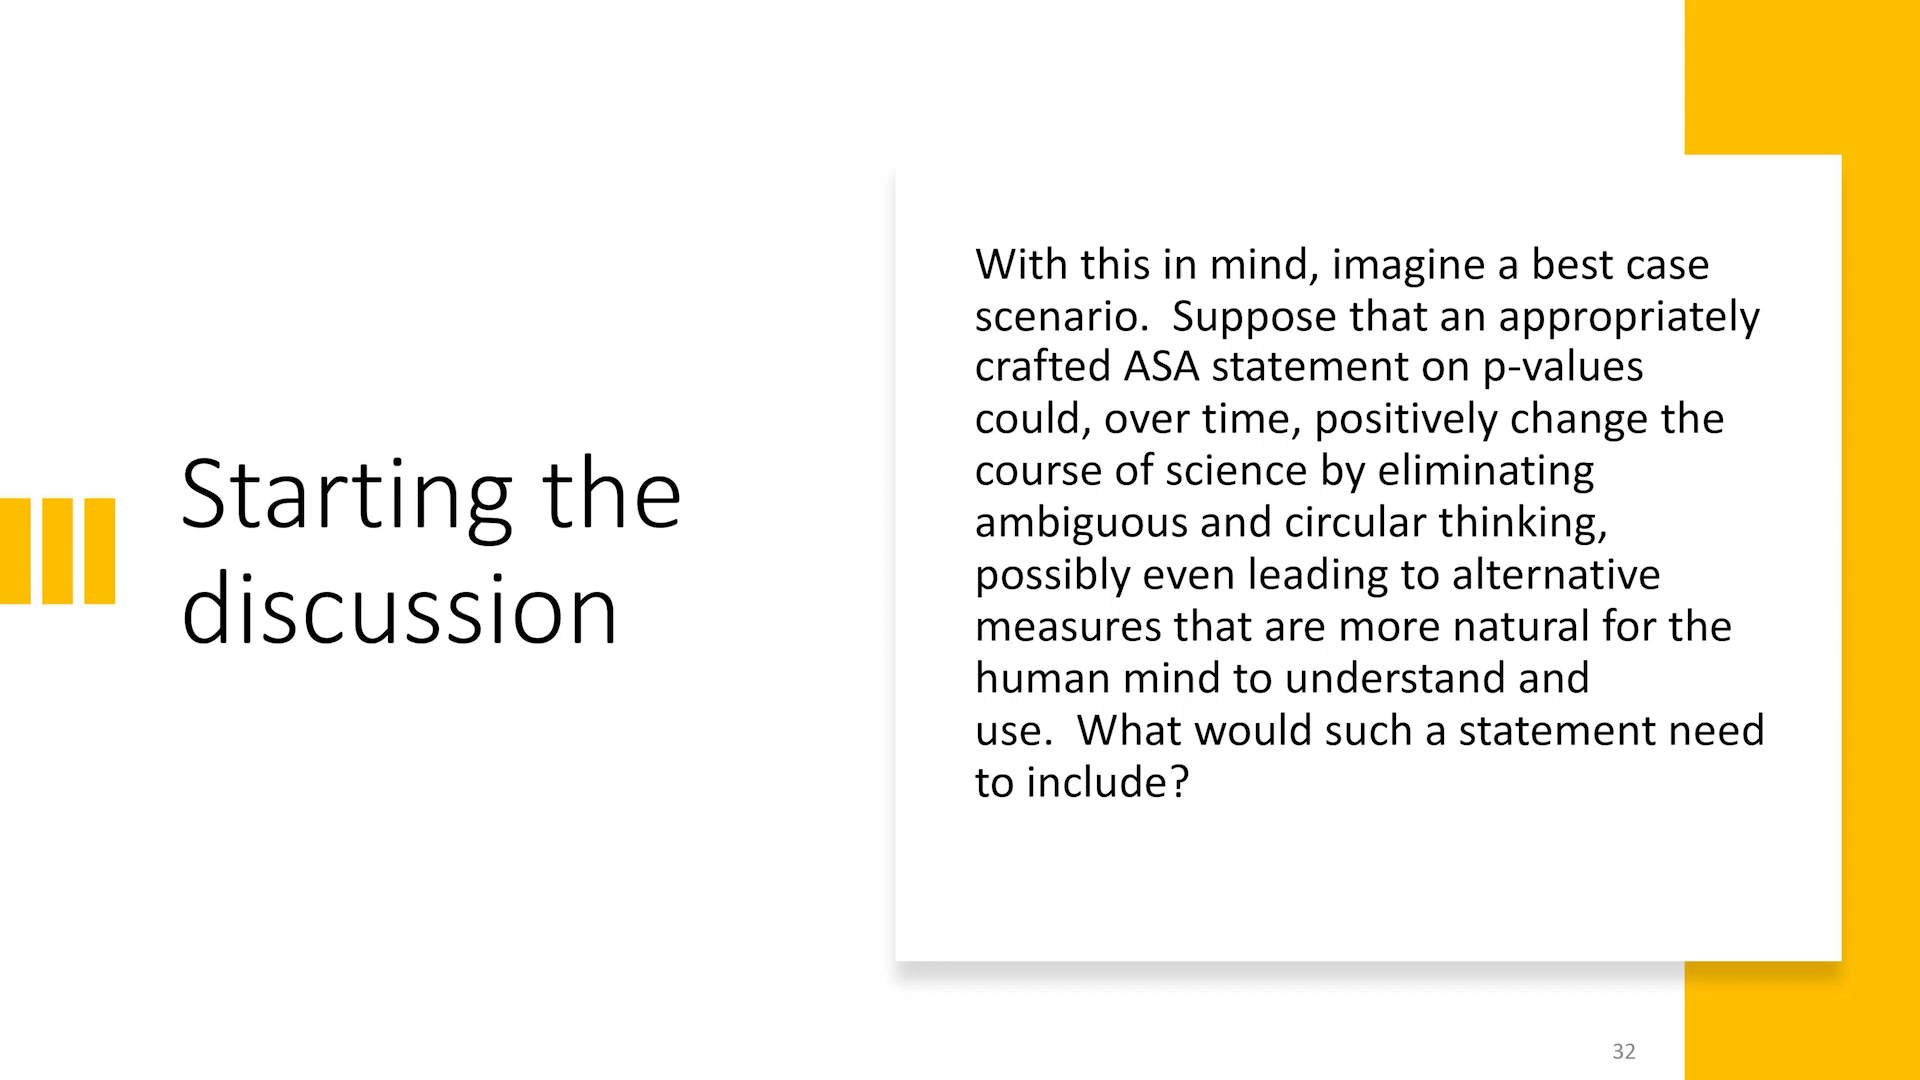 Starting the
discussion
With this in mind, imagine a best case
scenario.  Suppose that an appropriately
crafted ASA statement on p-values
could, over time, positively change the
course of science by eliminating
ambiguous and circular thinking,
possibly even leading to alternative
measures that are more natural for the
human mind to understand and
use.  What would such a statement need
to include?
32